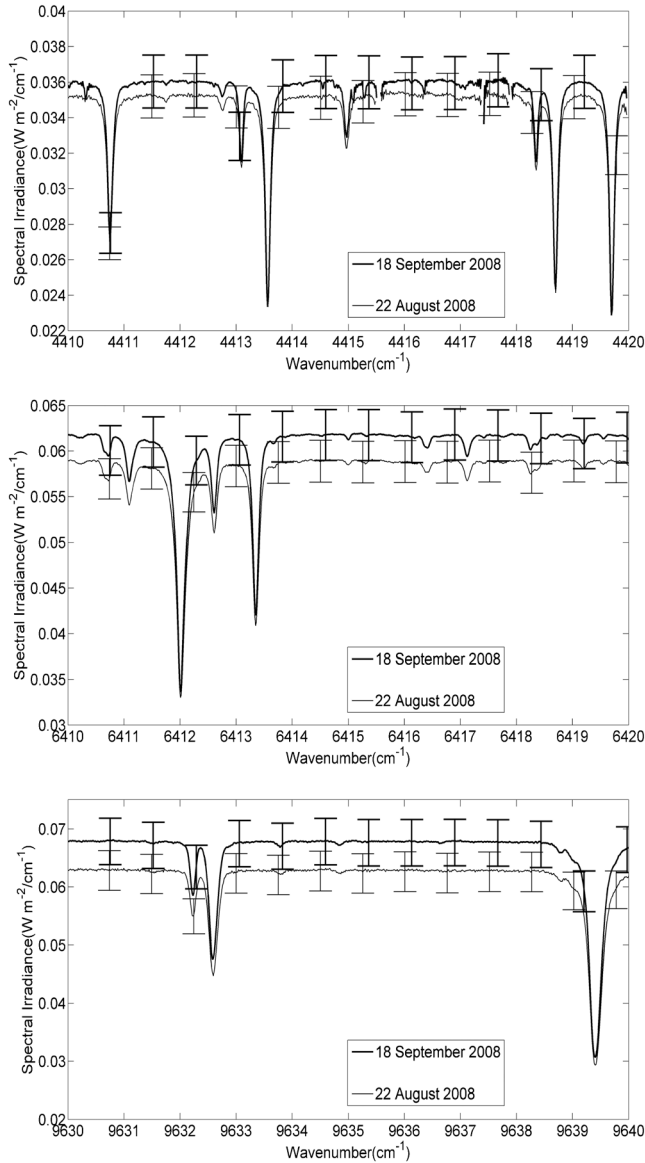 0.04
0.038
0.036
0.034
0.032
0.03
0.028
0.026
0.024
0.022
Spectral Irradiance(W m-2/cm-1)
18 September 2008
22 August 2008
4410 4411 4412 4413 4414 4415 4416 4417 4418 4419 4420
Wavenumber(cm-1)
0.065
0.06
0.055
0.05
0.045
0.04
0.035
0.03
Spectral Irradiance(W m-2/cm-1)
18 September 2008
22 August 2008
6410 6411 6412 6413 6414 6415 6416 6417 6418 6419 6420
Wavenumber(cm-1)
0.07
0.06
0.05
0.04
0.03
0.02
Spectral Irradiance(W m-2/cm-1)
18 September 2008
22 August 2008
9630 9631 9632 9633 9634 9635 9636 9637 9638 9639 9640
Wavenumber(cm-1)